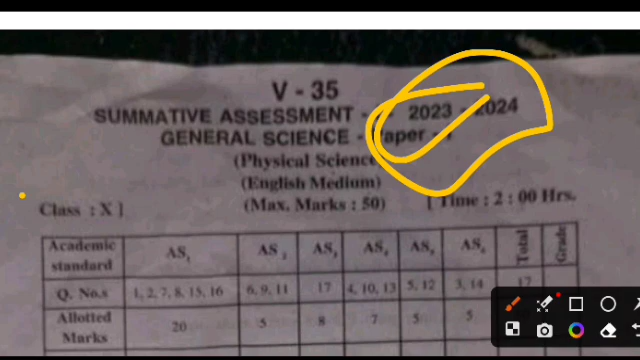 V - 35
SUMMATIVE ASSESSMENT - 2023 - 2024
GENERAL SCIENCE - Paper -
(Physical Science
(English Medium)
Class : X ] (Max. Marks : 50) [ Time : 2 : 00 Hrs.
Academic standard AS₁ AS₂ AS₃ AS₄ AS₅ AS₆ Total Grade
Q. No.s 1, 2, 7, 8, 15, 16 6, 9, 11 17 4, 10, 13 5, 12 3, 14 17
Allotted Marks 20 5 8 7 5 5